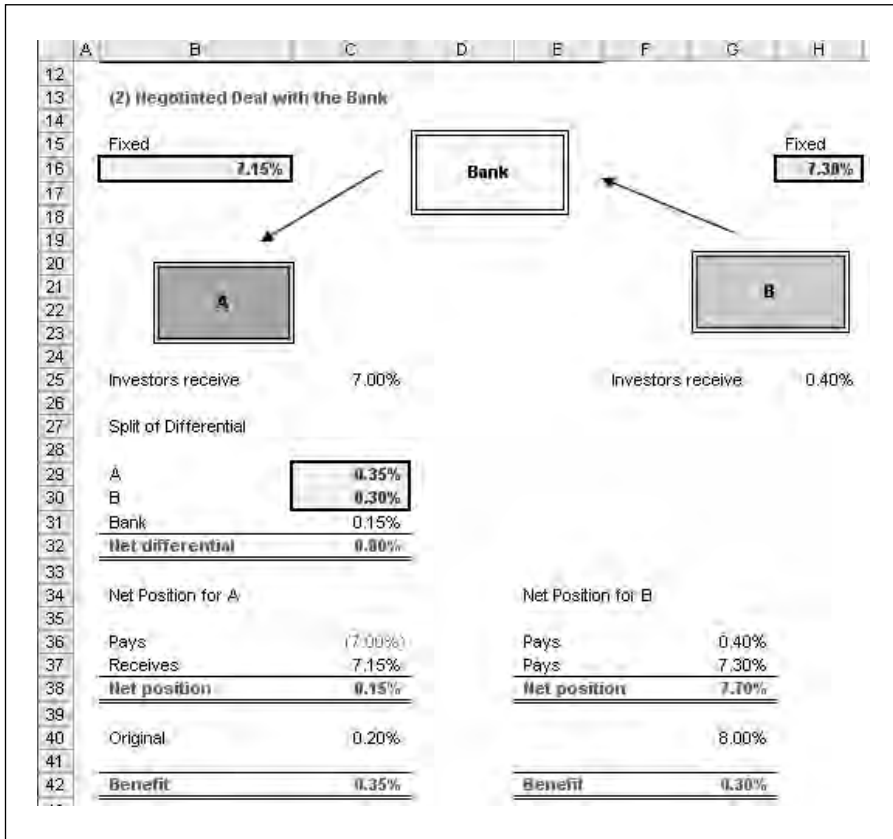 A B C D E F G H
12
13 (2) Negotiated Deal with the Bank
14
15 Fixed Fixed
16 7.15% Bank 7.30%
17
18
19
20
21 A B
22
23
24
25 Investors receive 7.00% Investors receive 0.40%
26
27 Split of Differential
28
29 A 0.35%
30 B 0.30%
31 Bank 0.15%
32 Net differential 0.80%
33
34 Net Position for A Net Position for B
35
36 Pays (7.00%) Pays 0.40%
37 Receives 7.15% Pays 7.30%
38 Net position 0.15% Net position 7.70%
39
40 Original 0.20% 8.00%
41
42 Benefit 0.35% Benefit 0.30%